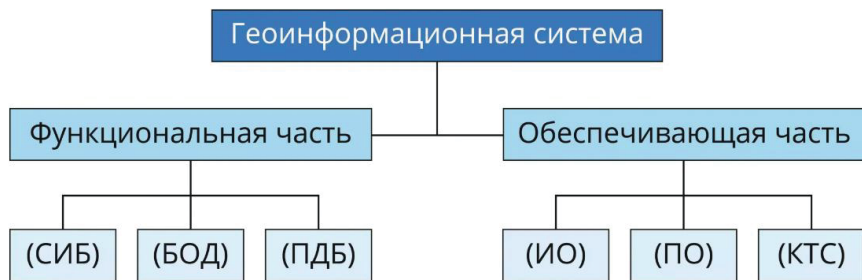 Геоинформационная система
Функциональная часть
Обеспечивающая часть
(СИБ)
(БОД)
(ПДБ)
(ИО)
(ПО)
(КТС)